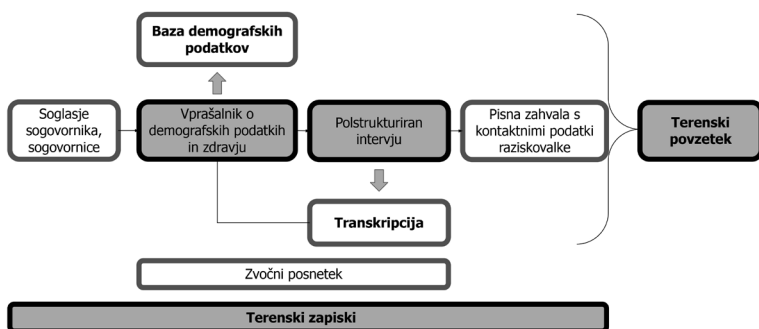 Baza demografskih
podatkov
Soglasje
sogovornika,
sogovornice
Vprašalnik o
demografskih podatkih
in zdravju
Polstrukturiran
intervju
Pisna zahvala s
kontaktnimi podatki
raziskovalke
Terenski
povzetek
Transkripcija
Zvočni posnetek
Terenski zapiski